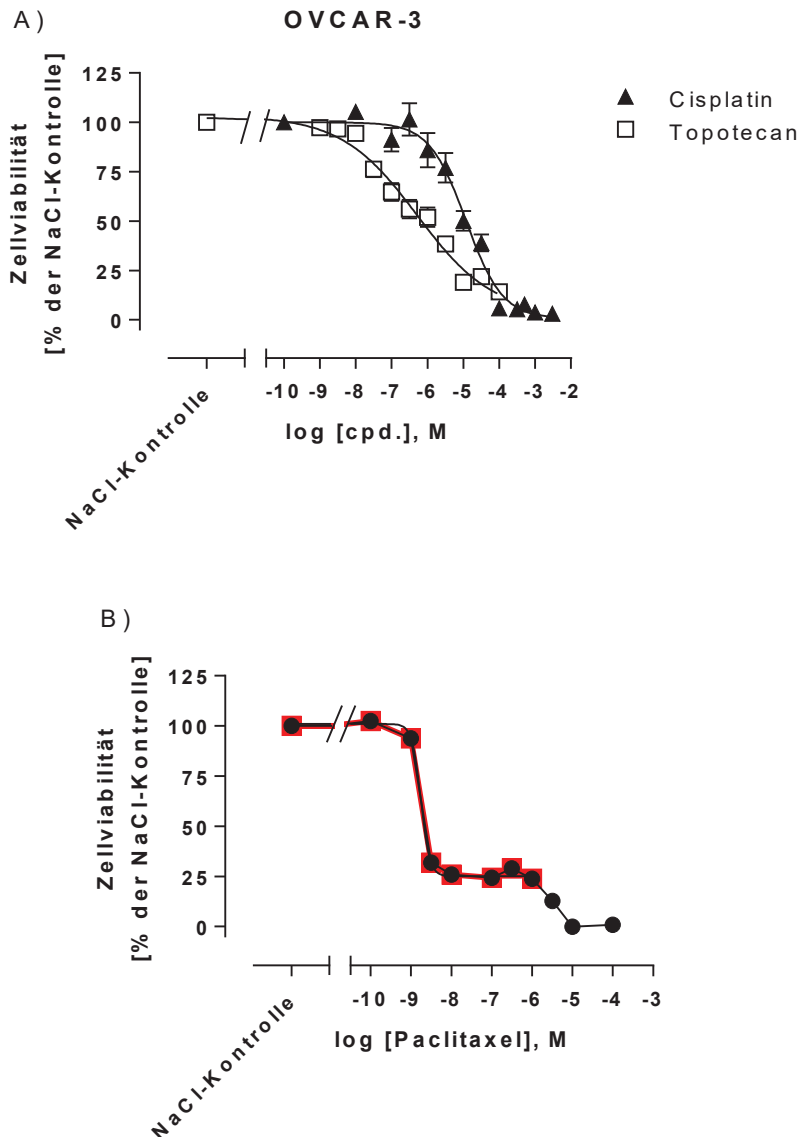 A)
OVCAR-3
Zellviabilität
[% der NaCl-Kontrolle]
125
100
75
50
25
0
Cisplatin
Topotecan
NaCl-Kontrolle
-10 -9 -8 -7 -6 -5 -4 -3 -2
log [cpd.], M
B)
Zellviabilität
[% der NaCl-Kontrolle]
125
100
75
50
25
0
NaCl-Kontrolle
-10 -9 -8 -7 -6 -5 -4 -3
log [Paclitaxel], M